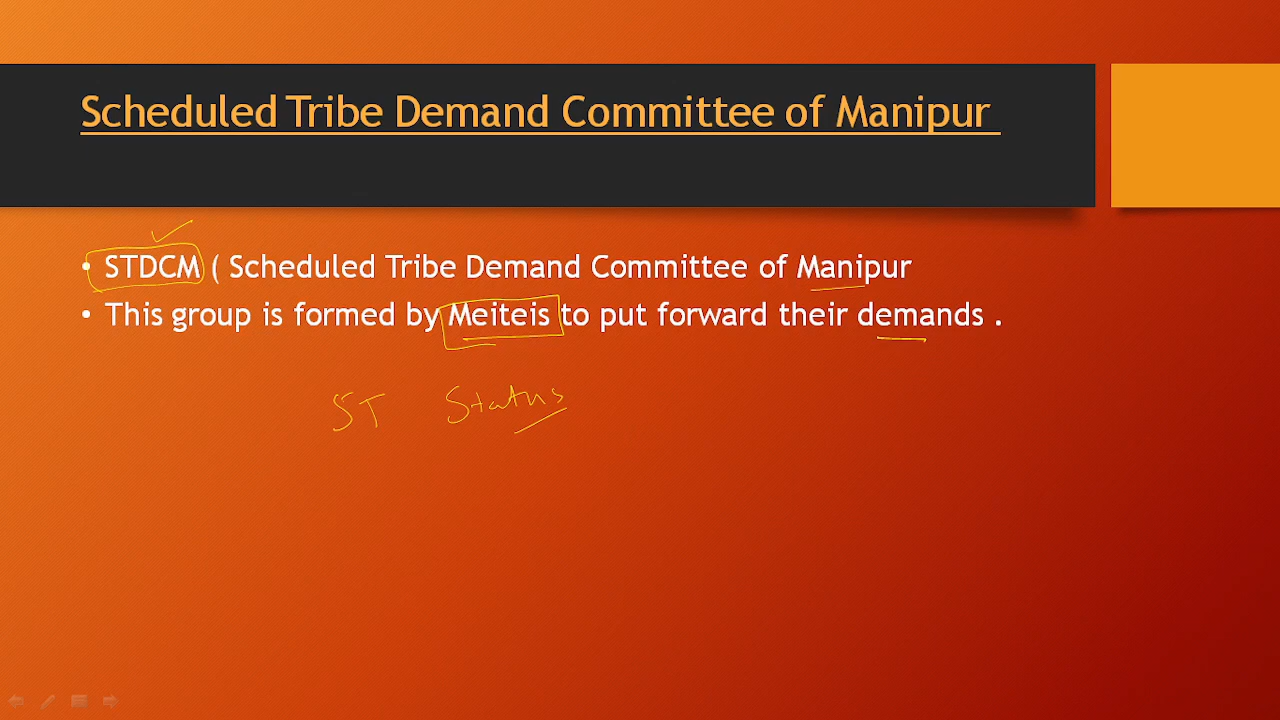 Scheduled Tribe Demand Committee of Manipur
• STDCM ( Scheduled Tribe Demand Committee of Manipur
• This group is formed by Meiteis to put forward their demands .
ST Status